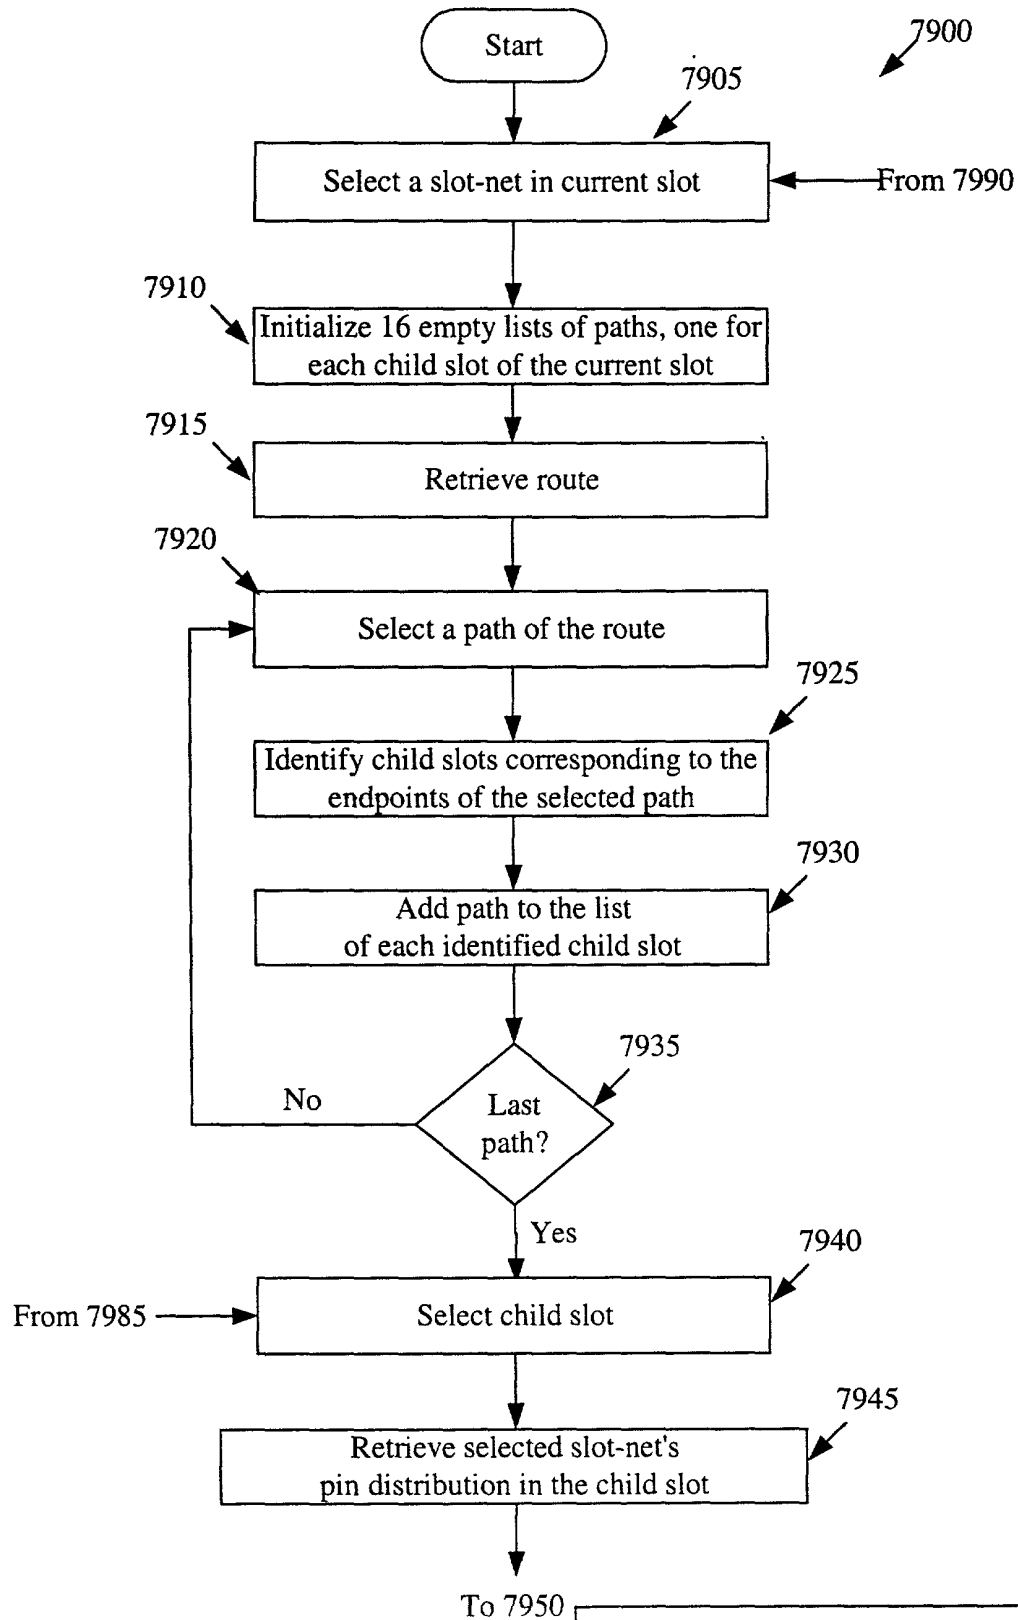 Start
7900
7905
Select a slot-net in current slot
From 7990
7910
Initialize 16 empty lists of paths, one for
each child slot of the current slot
7915
Retrieve route
7920
Select a path of the route
7925
Identify child slots corresponding to the
endpoints of the selected path
7930
Add path to the list
of each identified child slot
7935
Last
path?
No
Yes
7940
From 7985
Select child slot
7945
Retrieve selected slot-net's
pin distribution in the child slot
To 7950